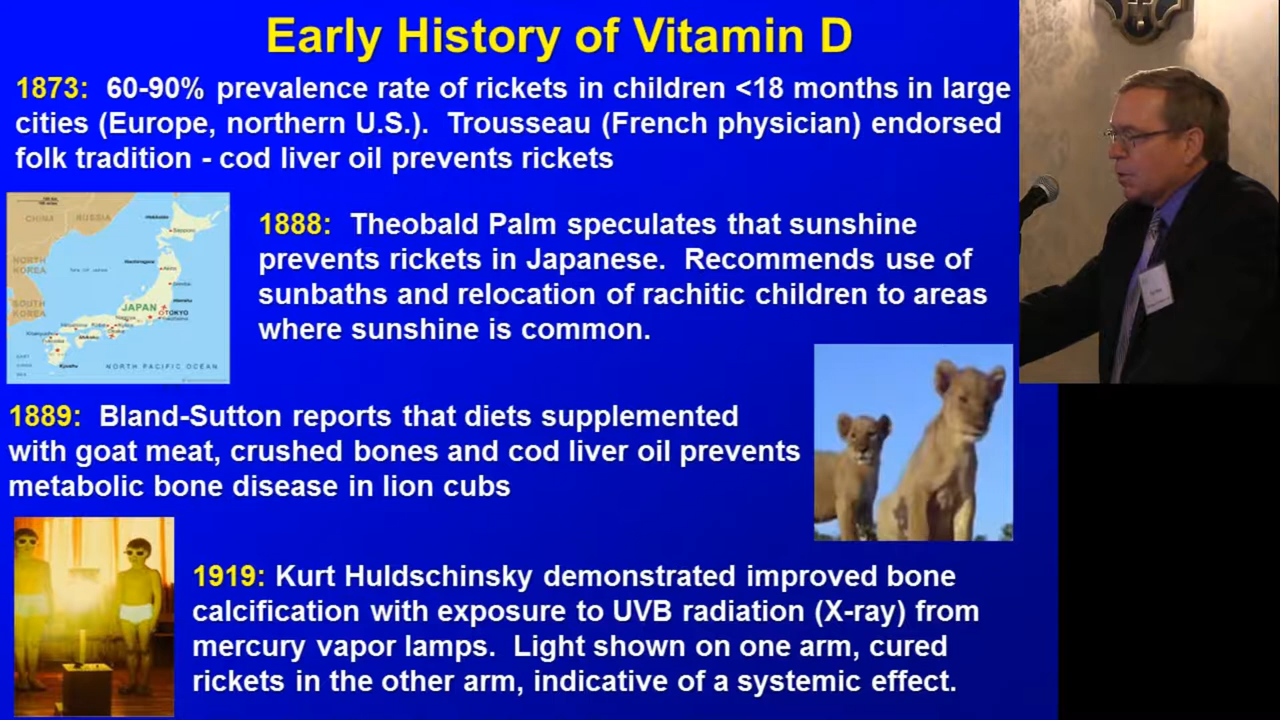 Early History of Vitamin D
1873: 60-90% prevalence rate of rickets in children <18 months in large
cities (Europe, northern U.S.). Trousseau (French physician) endorsed
folk tradition - cod liver oil prevents rickets
CHINA RUSSIA
Sapporo
NORTH
KOREA
SOUTH
KOREA
JAPAN
TOKYO
Kyushu
NORTH PACIFIC OCEAN
1888: Theobald Palm speculates that sunshine
prevents rickets in Japanese. Recommends use of
sunbaths and relocation of rachitic children to areas
where sunshine is common.
1889: Bland-Sutton reports that diets supplemented
with goat meat, crushed bones and cod liver oil prevents
metabolic bone disease in lion cubs
1919: Kurt Huldschinsky demonstrated improved bone
calcification with exposure to UVB radiation (X-ray) from
mercury vapor lamps. Light shown on one arm, cured
rickets in the other arm, indicative of a systemic effect.